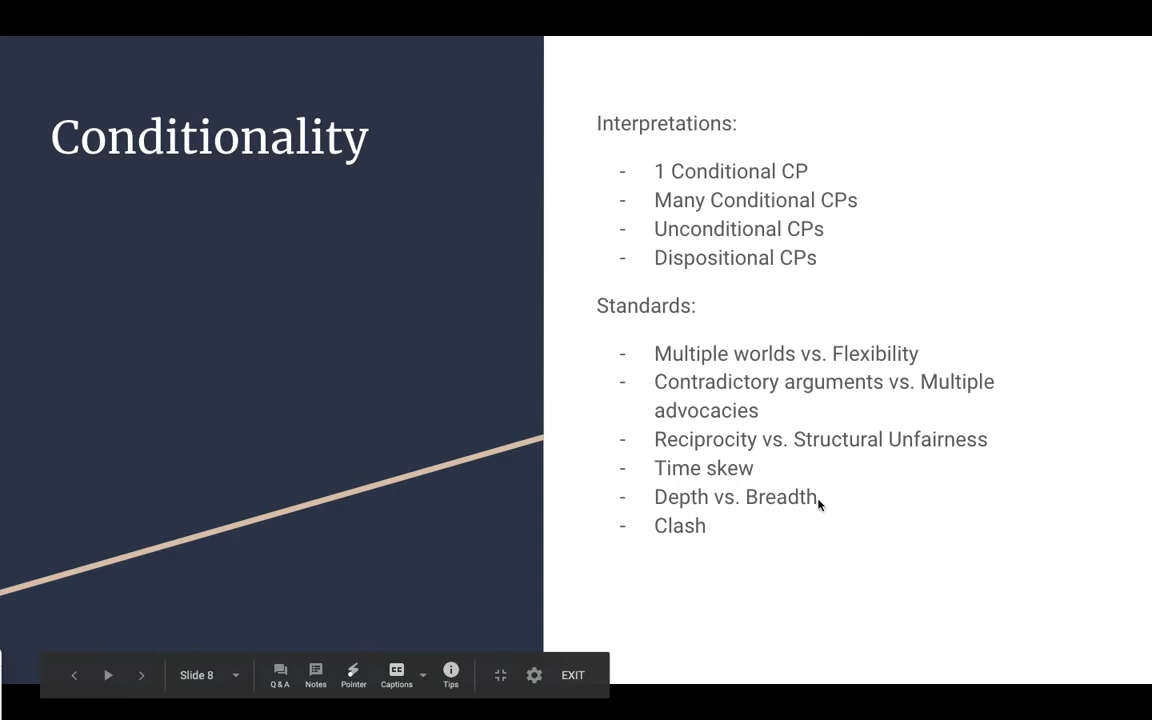 Conditionality
Interpretations:
- 1 Conditional CP
- Many Conditional CPs
- Unconditional CPs
- Dispositional CPs
Standards:
- Multiple worlds vs. Flexibility
- Contradictory arguments vs. Multiple
advocacies
- Reciprocity vs. Structural Unfairness
- Time skew
- Depth vs. Breadth
- Clash
Slide 8
Q & A
Notes
Pointer
CC
Captions
Tips
EXIT